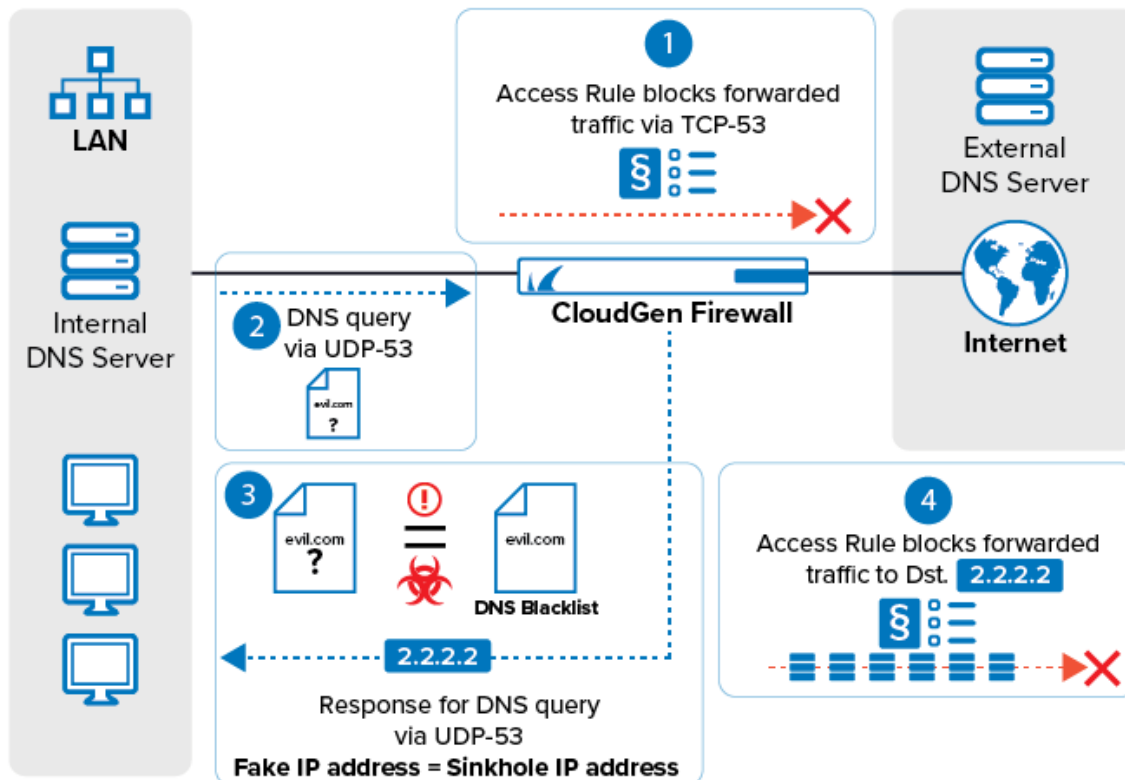 LAN
Internal
DNS Server
1
Access Rule blocks forwarded
traffic via TCP-53
§
External
DNS Server
Internet
CloudGen Firewall
2
DNS query
via UDP-53
evil.com
?
3
evil.com
?
!
evil.com
DNS Blacklist
2.2.2.2
Response for DNS query
via UDP-53
Fake IP address = Sinkhole IP address
4
Access Rule blocks forwarded
traffic to Dst. 2.2.2.2
§